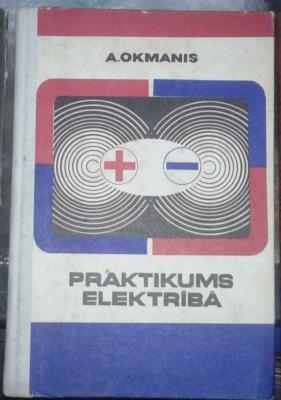 A.OKMANIS
+ −
PRAKTIKUMS
ELEKTRĪBĀ